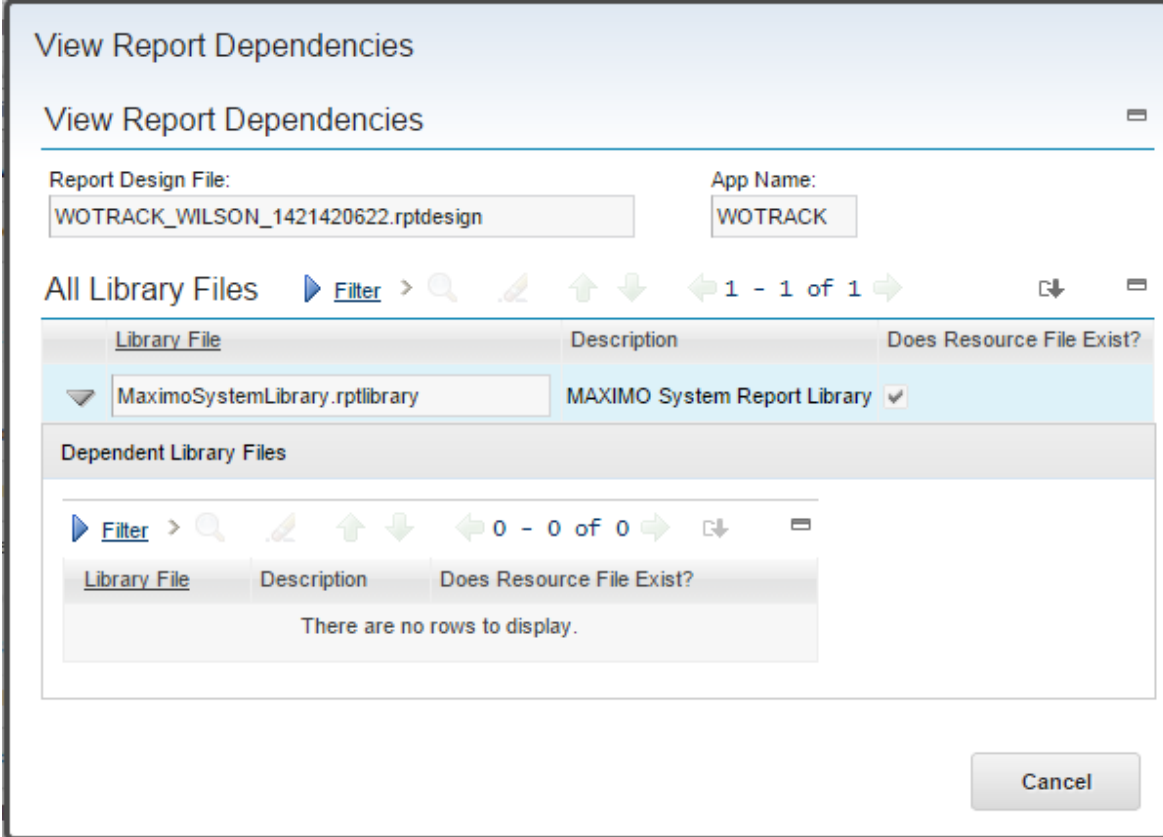 View Report Dependencies
View Report Dependencies
Report Design File: App Name:
WOTRACK_WILSON_1421420622.rptdesign WOTRACK
All Library Files Filter > 1 - 1 of 1
Library File Description Does Resource File Exist?
MaximoSystemLibrary.rptlibrary MAXIMO System Report Library
Dependent Library Files
Filter > 0 - 0 of 0
Library File Description Does Resource File Exist?
There are no rows to display.
Cancel